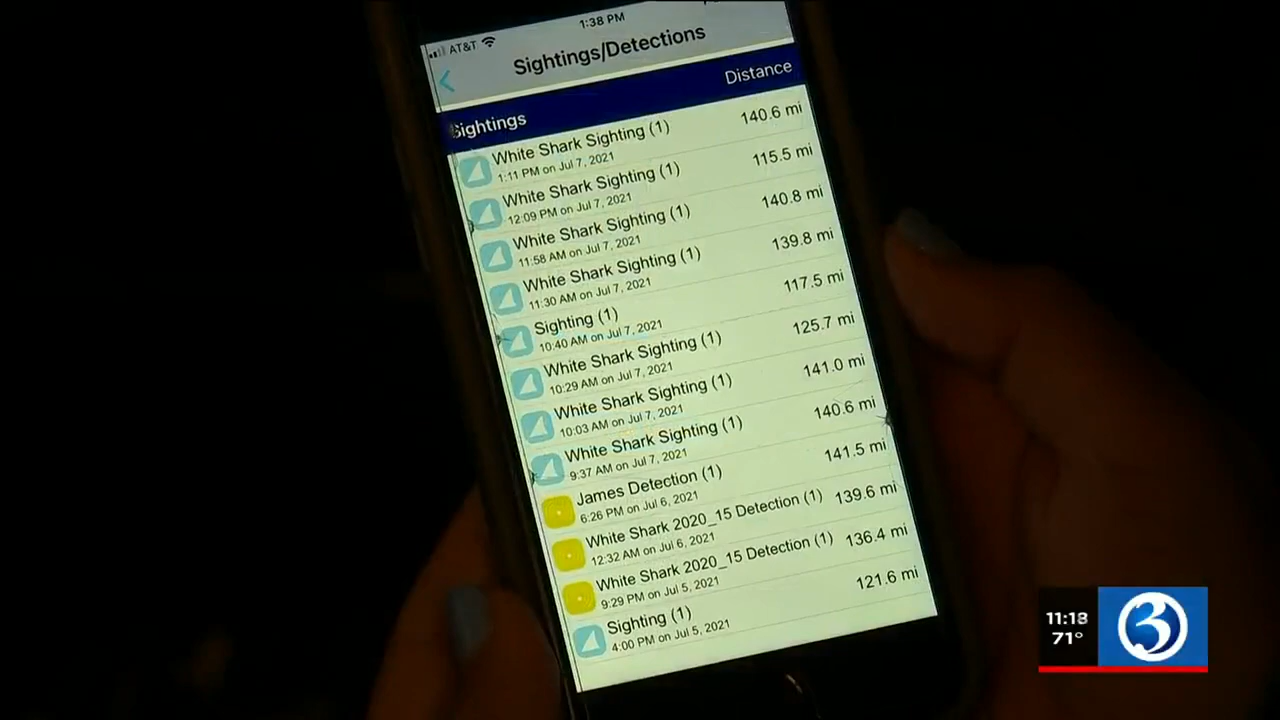 1:38 PM
AT&T
Sightings/Detections
Sightings Distance
White Shark Sighting (1) 140.6 mi
1:11 PM on Jul 7, 2021
White Shark Sighting (1) 115.5 mi
12:09 PM on Jul 7, 2021
White Shark Sighting (1) 140.8 mi
11:58 AM on Jul 7, 2021
White Shark Sighting (1) 139.8 mi
11:30 AM on Jul 7, 2021
Sighting (1) 117.5 mi
10:40 AM on Jul 7, 2021
White Shark Sighting (1) 125.7 mi
10:29 AM on Jul 7, 2021
White Shark Sighting (1) 141.0 mi
10:03 AM on Jul 7, 2021
White Shark Sighting (1) 140.6 mi
9:37 AM on Jul 7, 2021
James Detection (1) 141.5 mi
6:26 PM on Jul 6, 2021
White Shark 2020_15 Detection (1) 139.6 mi
12:32 AM on Jul 6, 2021
White Shark 2020_15 Detection (1) 136.4 mi
9:29 PM on Jul 5, 2021
Sighting (1) 121.6 mi
4:00 PM on Jul 5, 2021
11:18
71°
3